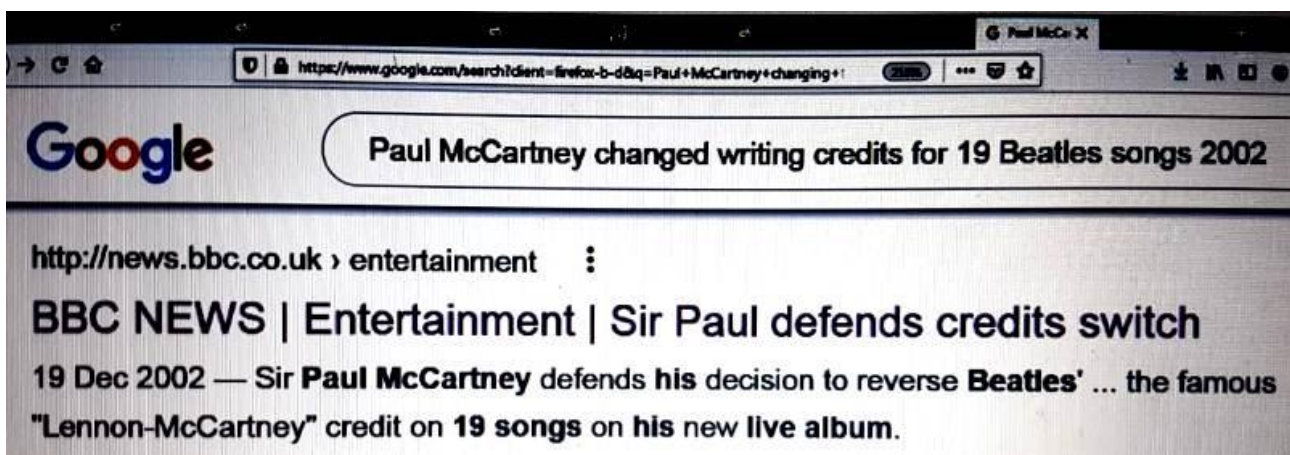 G Paul McCa X
https://www.google.com/search?client=firefox-b-d&q=Paul+McCartney+changing+t
Google
Paul McCartney changed writing credits for 19 Beatles songs 2002
http://news.bbc.co.uk › entertainment
BBC NEWS | Entertainment | Sir Paul defends credits switch
19 Dec 2002 — Sir Paul McCartney defends his decision to reverse Beatles' ... the famous
"Lennon-McCartney" credit on 19 songs on his new live album.